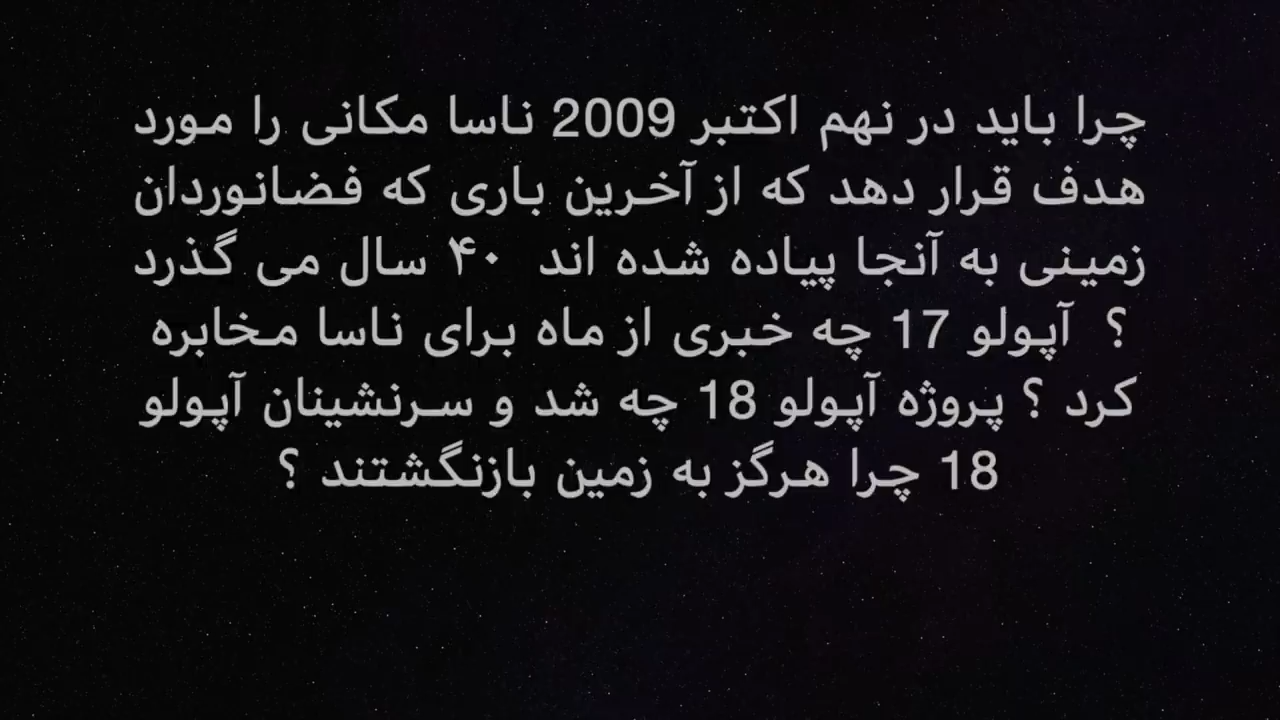 چرا باید در نهم اکتبر 2009 ناسا مکانی را مورد
هدف قرار دهد که از آخرین باری که فضانوردان
زمینی به آنجا پیاده شده اند ۴۰ سال می گذرد
؟ آپولو 17 چه خبری از ماه برای ناسا مخابره
کرد ؟ پروژه آپولو 18 چه شد و سرنشینان آپولو
18 چرا هرگز به زمین بازنگشتند ؟